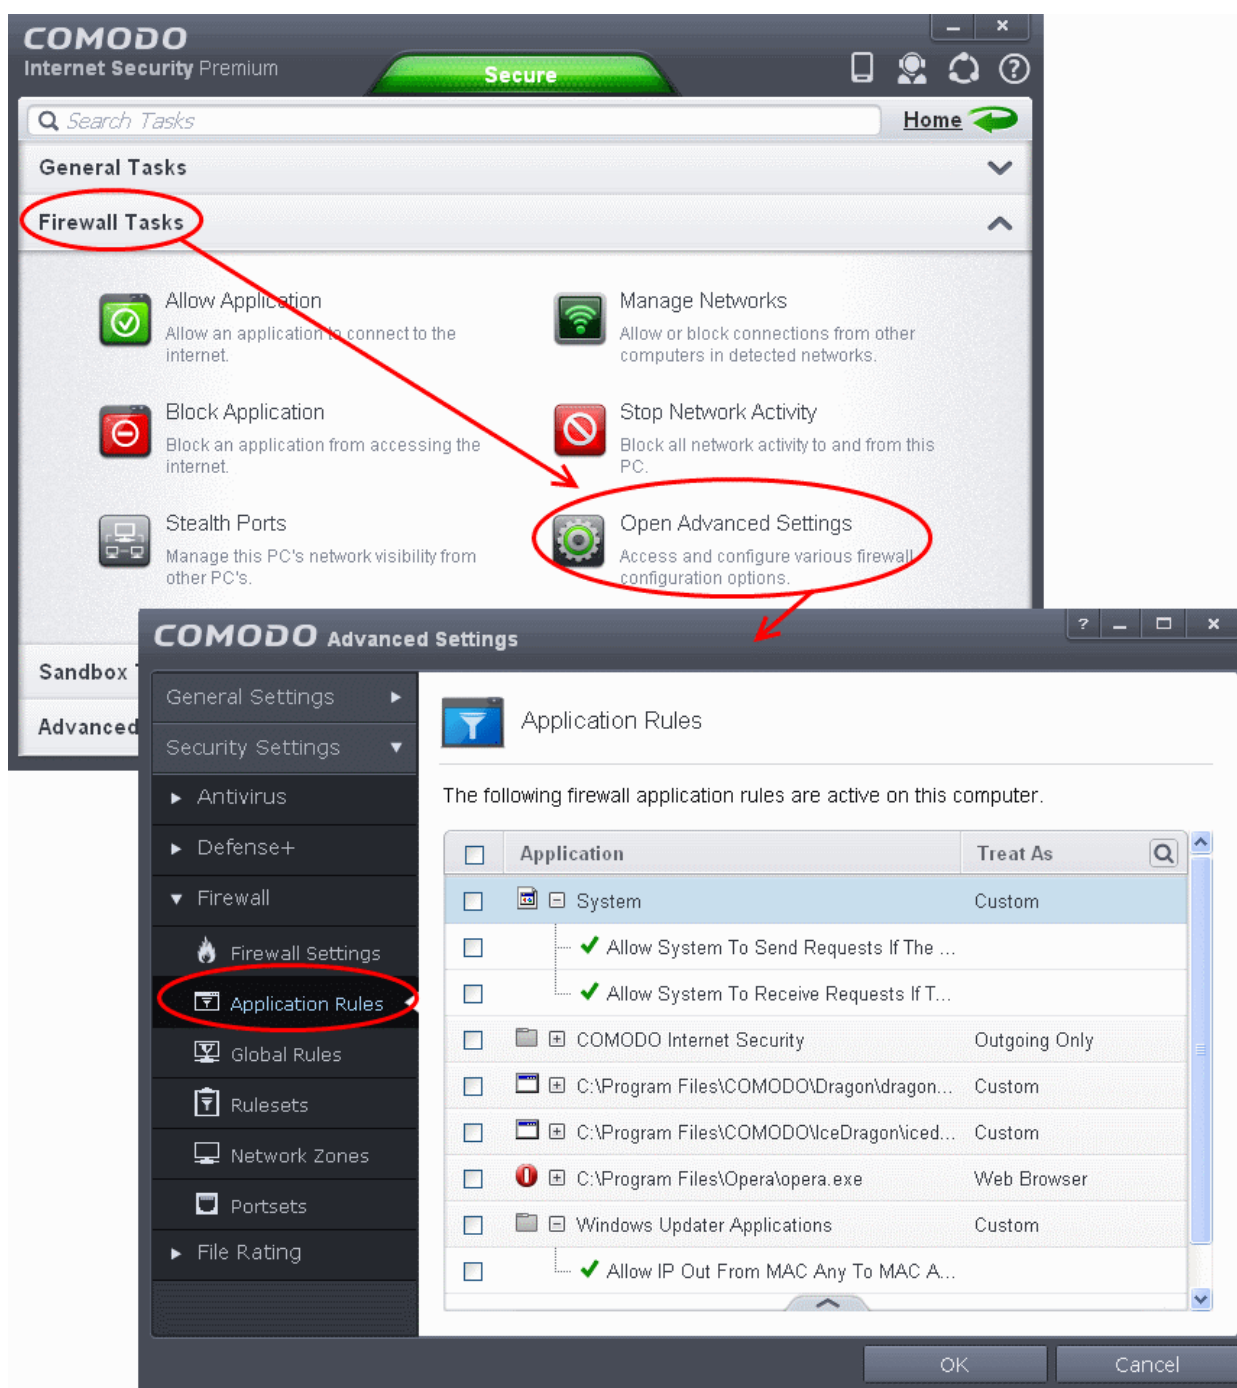 COMODO
Internet Security Premium
Secure
Search Tasks
Home
General Tasks
Firewall Tasks
Allow Application
Allow an application to connect to the
internet.
Manage Networks
Allow or block connections from other
computers in detected networks.
Block Application
Block an application from accessing the
internet.
Stop Network Activity
Block all network activity to and from this
PC.
Stealth Ports
Manage this PC's network visibility from
other PC's.
Open Advanced Settings
Access and configure various firewall
configuration options.
Sandbox
Advanced
COMODO Advanced Settings
General Settings
Security Settings
Antivirus
Defense+
Firewall
Firewall Settings
Application Rules
Global Rules
Rulesets
Network Zones
Portsets
File Rating
Application Rules
The following firewall application rules are active on this computer.
Application Treat As
System Custom
Allow System To Send Requests If The ...
Allow System To Receive Requests If T...
COMODO Internet Security Outgoing Only
C:\Program Files\COMODO\Dragon\dragon... Custom
C:\Program Files\COMODO\IceDragon\iced... Custom
C:\Program Files\Opera\opera.exe Web Browser
Windows Updater Applications Custom
Allow IP Out From MAC Any To MAC A...
OK Cancel